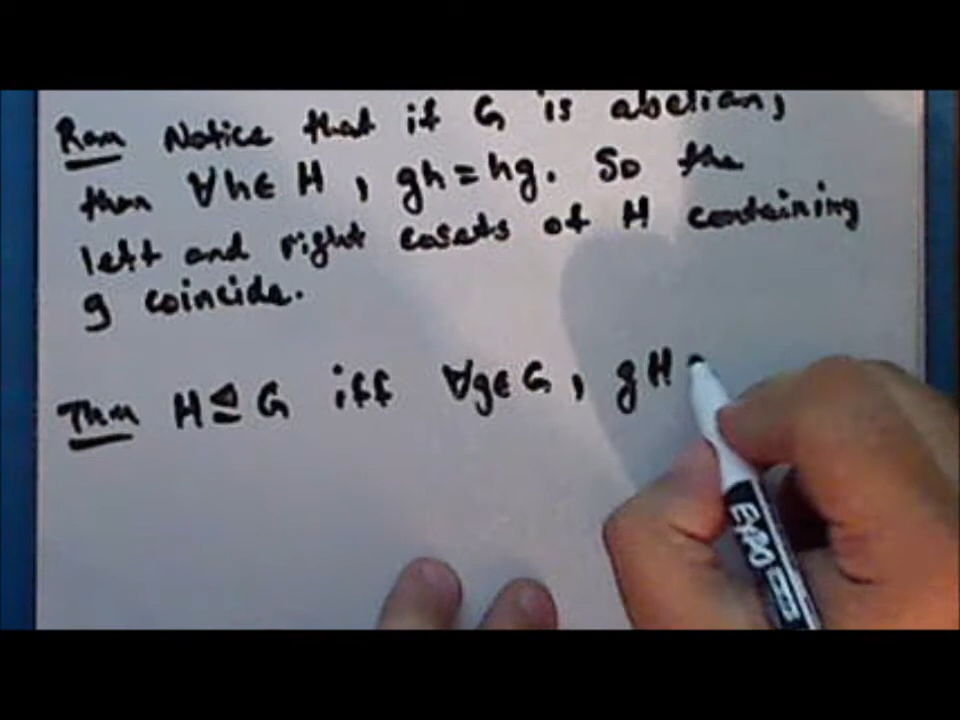 Rem Notice that if G is abelian,
then ∀h∈ H, gh=hg. So the
left and right cosets of H containing
g coincide.
Thm H⊴G iff ∀g∈G, gH
EXPO